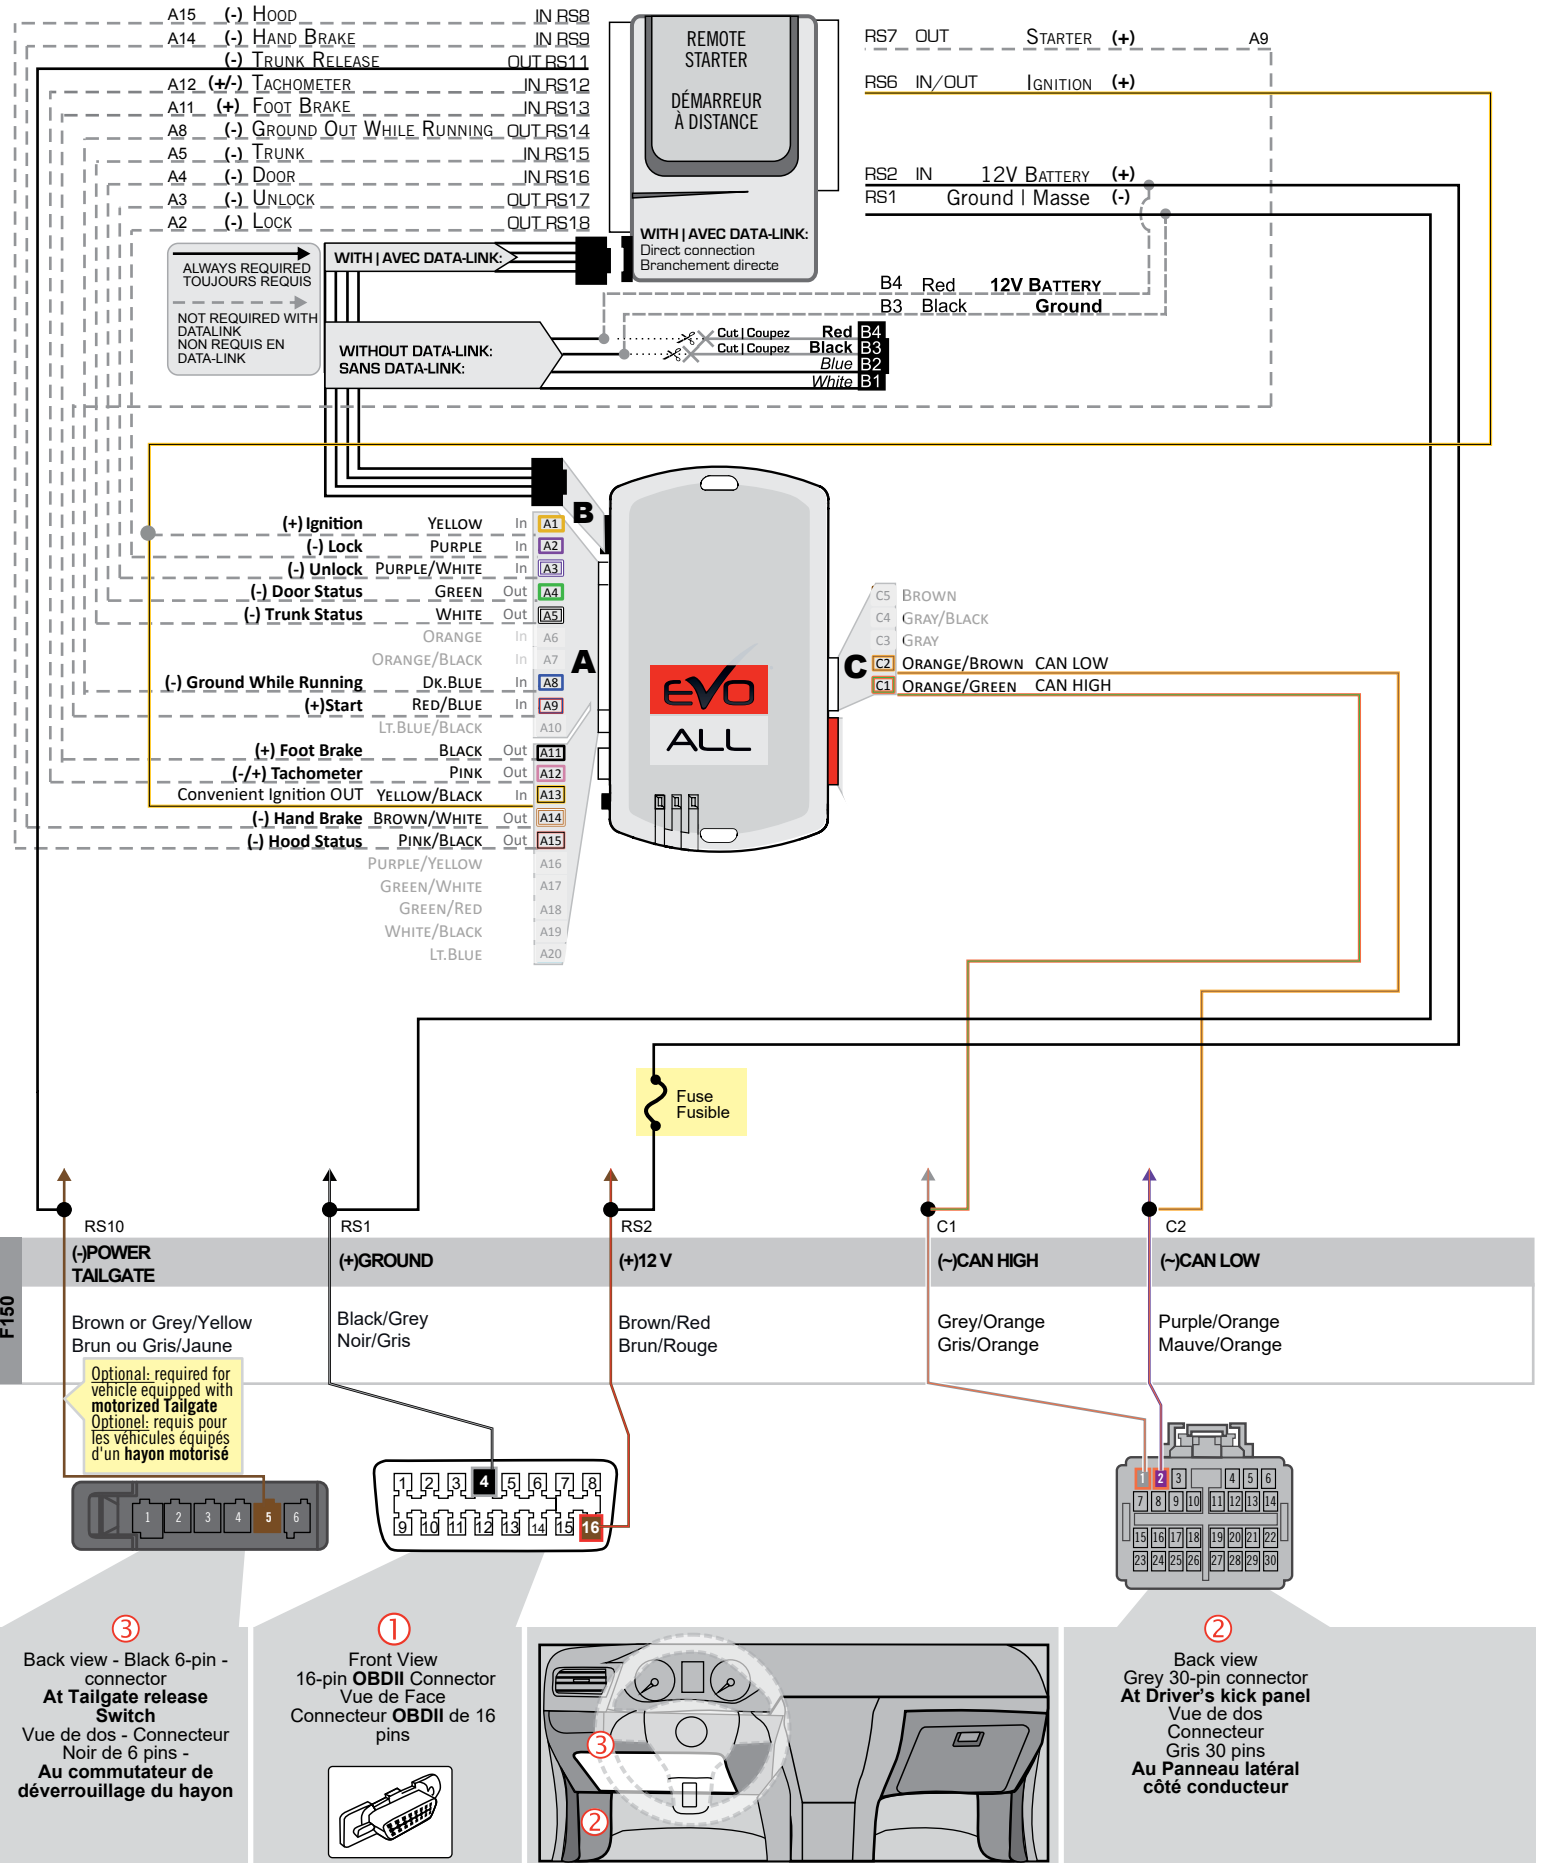 A15 (-) HOOD IN RS8
A14 (-) HAND BRAKE IN RS9
(-) TRUNK RELEASE OUT RS11
A12 (+/-) TACHOMETER IN RS12
A11 (+) FOOT BRAKE IN RS13
A8 (-) GROUND OUT WHILE RUNNING OUT RS14
A5 (-) TRUNK IN RS15
A4 (-) DOOR IN RS16
A3 (-) UNLOCK OUT RS17
A2 (-) LOCK OUT RS18
REMOTE
STARTER
DÉMARREUR
À DISTANCE
WITH | AVEC DATA-LINK:
Direct connection
Branchement directe
RS7 OUT STARTER (+) A9
RS6 IN/OUT IGNITION (+)
RS2 IN 12V BATTERY (+)
RS1 Ground | Masse (-)
ALWAYS REQUIRED
TOUJOURS REQUIS
NOT REQUIRED WITH
DATALINK
NON REQUIS EN
DATA-LINK
WITH | AVEC DATA-LINK:
WITHOUT DATA-LINK:
SANS DATA-LINK:
B4 Red 12V BATTERY
B3 Black Ground
Cut | Coupez Red B4
Cut | Coupez Black B3
Blue B2
White B1
B
(+) Ignition YELLOW In A1
(-) Lock PURPLE In A2
(-) Unlock PURPLE/WHITE In A3
(-) Door Status GREEN Out A4
(-) Trunk Status WHITE Out A5
ORANGE In A6
ORANGE/BLACK In A7
(-) Ground While Running DK.BLUE In A8
(+)Start RED/BLUE In A9
LT.BLUE/BLACK A10
(+) Foot Brake BLACK Out A11
(-/+) Tachometer PINK Out A12
Convenient Ignition OUT YELLOW/BLACK In A13
(-) Hand Brake BROWN/WHITE Out A14
(-) Hood Status PINK/BLACK Out A15
PURPLE/YELLOW A16
GREEN/WHITE A17
GREEN/RED A18
WHITE/BLACK A19
LT.BLUE A20
A
EVO
ALL
C
C5 BROWN
C4 GRAY/BLACK
C3 GRAY
C2 ORANGE/BROWN CAN LOW
C1 ORANGE/GREEN CAN HIGH
Fuse
Fusible
RS10 RS1 RS2 C1 C2
F150
(-)POWER
TAILGATE
(+)GROUND
(+)12 V
(~)CAN HIGH
(~)CAN LOW
Brown or Grey/Yellow
Brun ou Gris/Jaune
Black/Grey
Noir/Gris
Brown/Red
Brun/Rouge
Grey/Orange
Gris/Orange
Purple/Orange
Mauve/Orange
Optional: required for
vehicle equipped with
motorized Tailgate
Optionel: requis pour
les véhicules équipés
d'un hayon motorisé
1 2 3 4 5 6
1 2 3 4 5 6 7 8
9 10 11 12 13 14 15 16
1 2 3 4 5 6
7 8 9 10 11 12 13 14
15 16 17 18 19 20 21 22
23 24 25 26 27 28 29 30
3
Back view - Black 6-pin -
connector
At Tailgate release
Switch
Vue de dos - Connecteur
Noir de 6 pins -
Au commutateur de
déverrouillage du hayon
1
Front View
16-pin OBDII Connector
Vue de Face
Connecteur OBDII de 16
pins
3
2
2
Back view
Grey 30-pin connector
At Driver's kick panel
Vue de dos
Connecteur
Gris 30 pins
Au Panneau latéral
côté conducteur